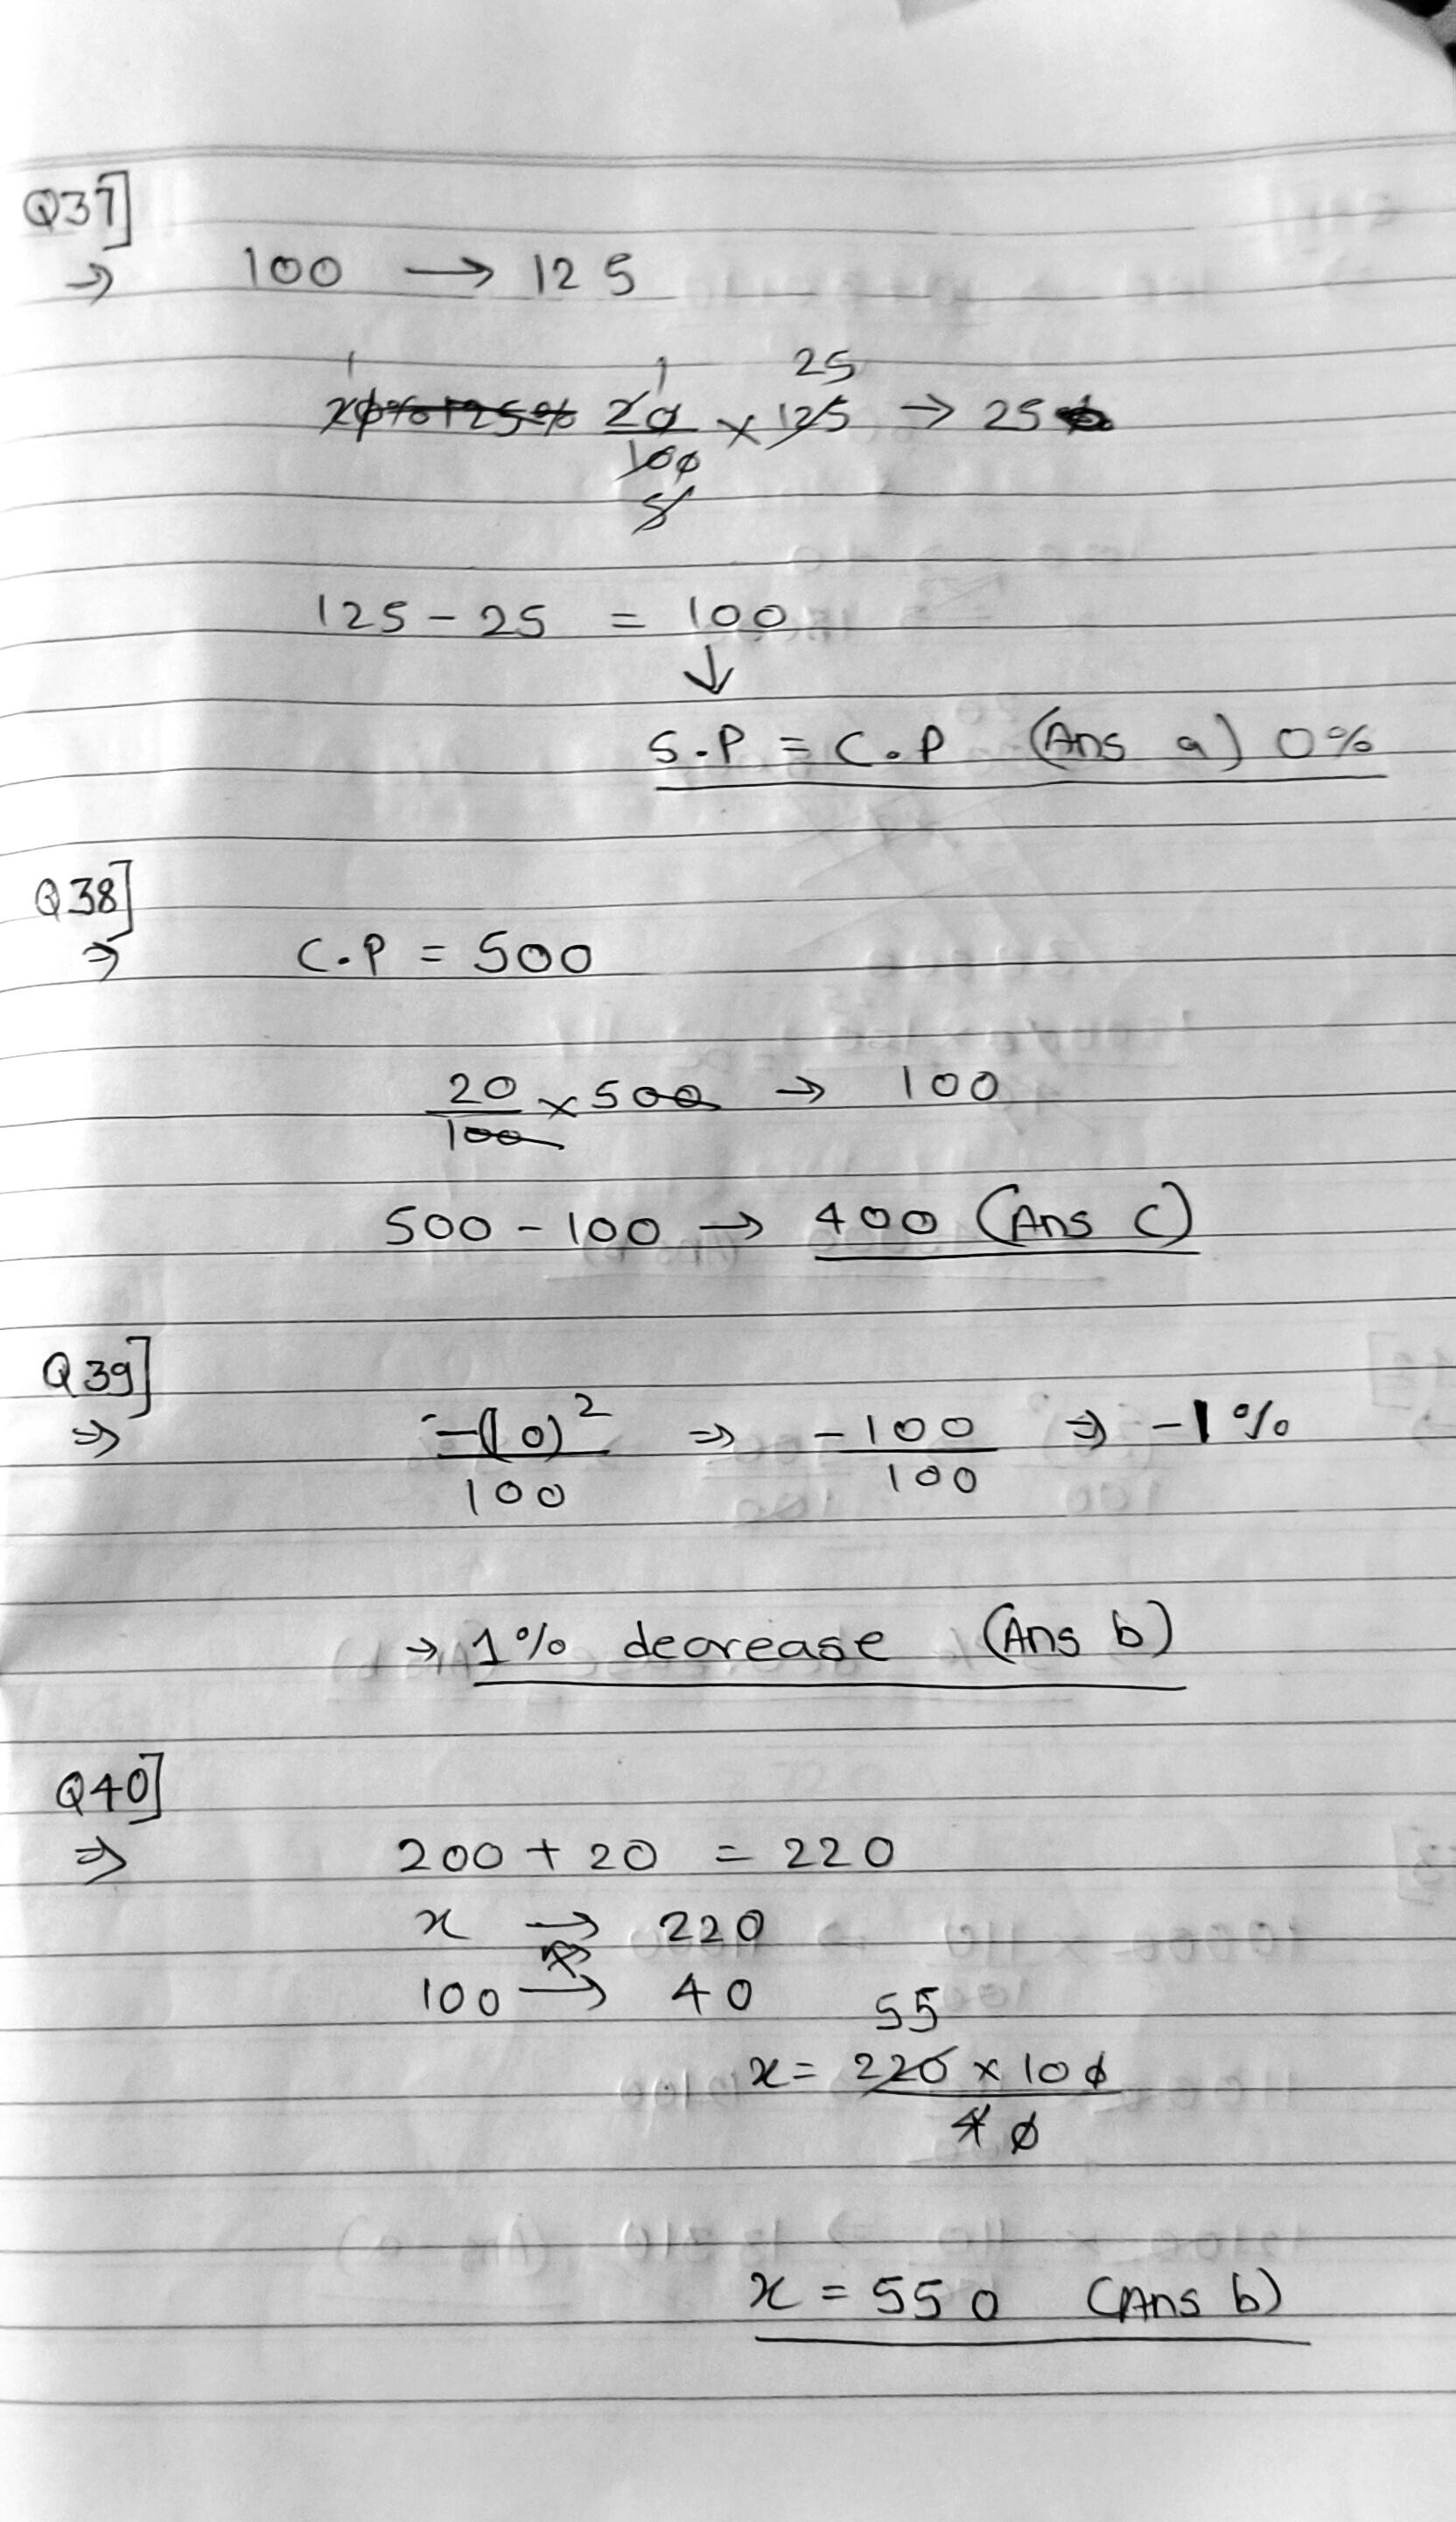 Q37]
⇒ 100 → 125
20/100 × 125 → 25
125 - 25 = 100
↓
S.P = C.P (Ans a) 0%
Q38]
⇒ C.P = 500
20/100 × 500 → 100
500 - 100 → 400 (Ans c)
Q39]
⇒ -(10)²/100 ⇒ -100/100 ⇒ -1%
→ 1% decrease (Ans b)
Q40]
⇒ 200 + 20 = 220
x → 220
100 → 40
55
x = 220 × 100/40
x = 550 (Ans b)